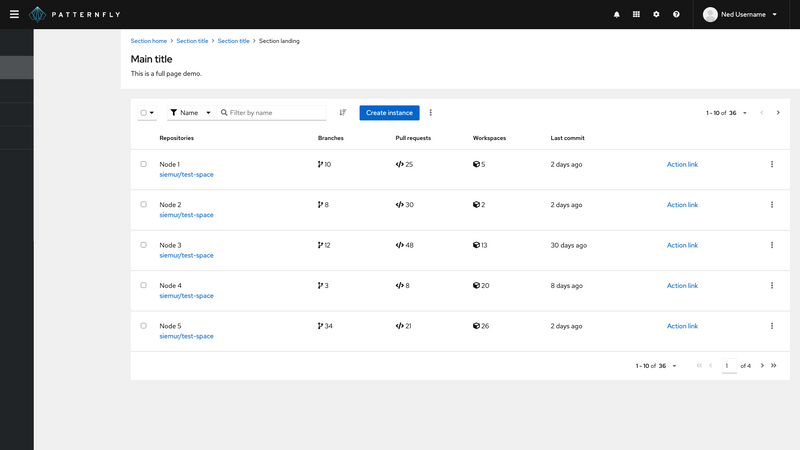 PATTERNFLY
Ned Username
Section home > Section title > Section title > Section landing
Main title
This is a full page demo.
Name
Filter by name
Create instance
1 - 10 of 36
Repositories Branches Pull requests Workspaces Last commit
Node 1 10 25 5 2 days ago Action link
siemur/test-space
Node 2 8 30 2 2 days ago Action link
siemur/test-space
Node 3 12 48 13 30 days ago Action link
siemur/test-space
Node 4 3 8 20 8 days ago Action link
siemur/test-space
Node 5 34 21 26 2 days ago Action link
siemur/test-space
1 - 10 of 36 1 of 4